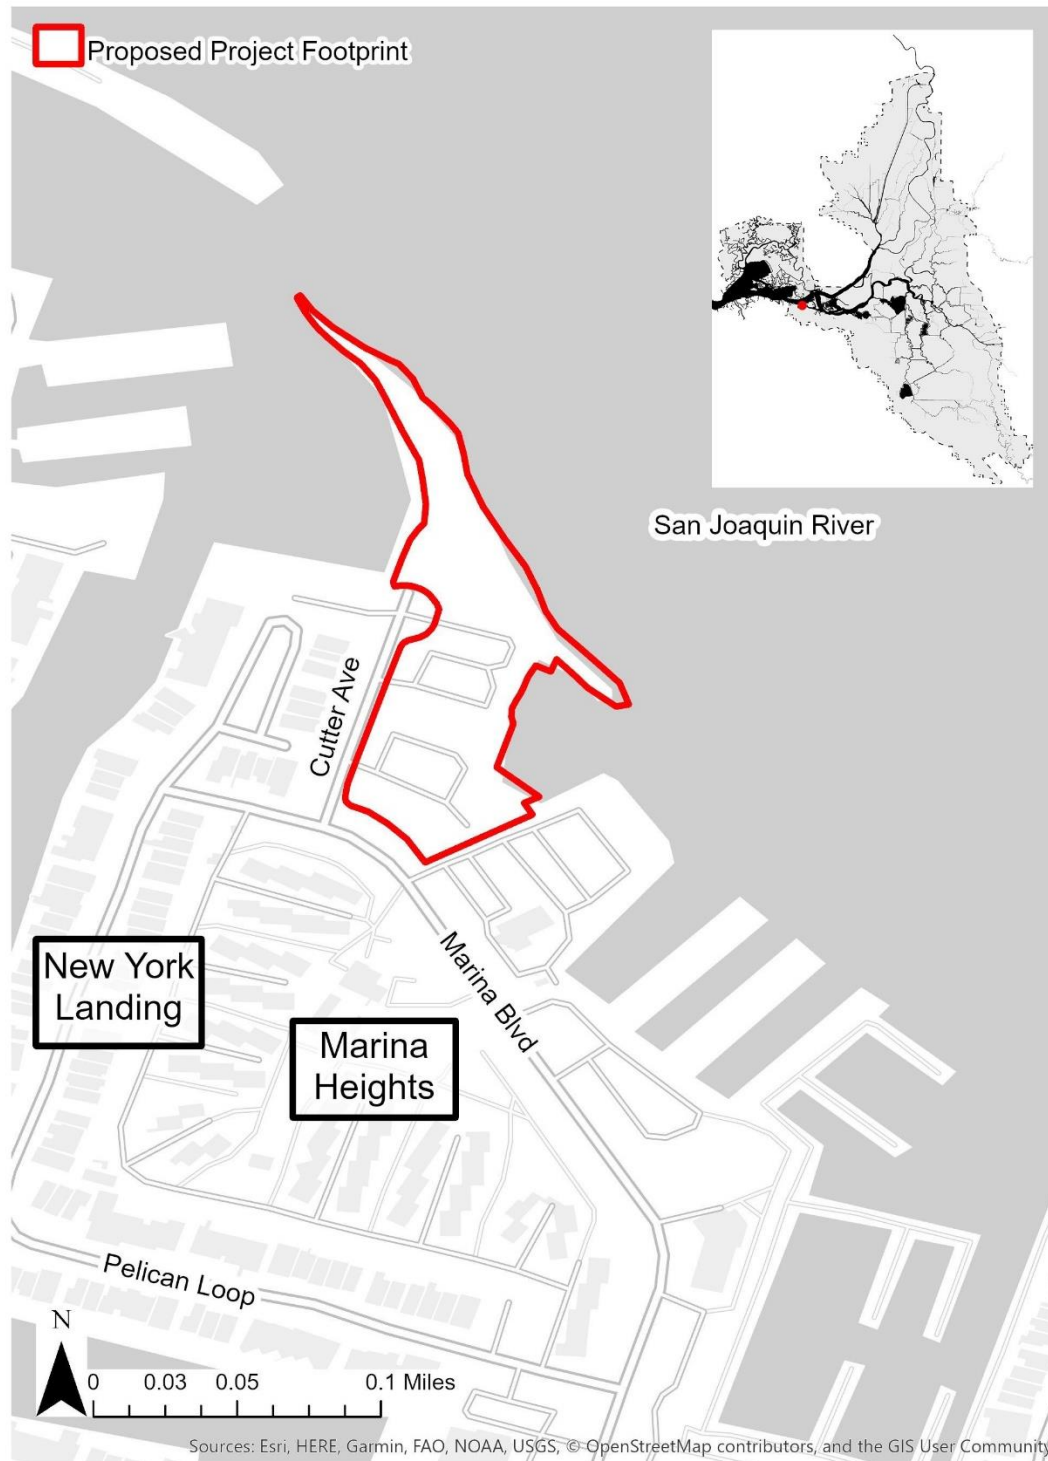 Proposed Project Footprint
San Joaquin River
Cutter Ave
New York
Landing
Marina Blvd
Marina
Heights
Pelican Loop
N
0 0.03 0.05 0.1 Miles
Sources: Esri, HERE, Garmin, FAO, NOAA, USGS, © OpenStreetMap contributors, and the GIS User Community